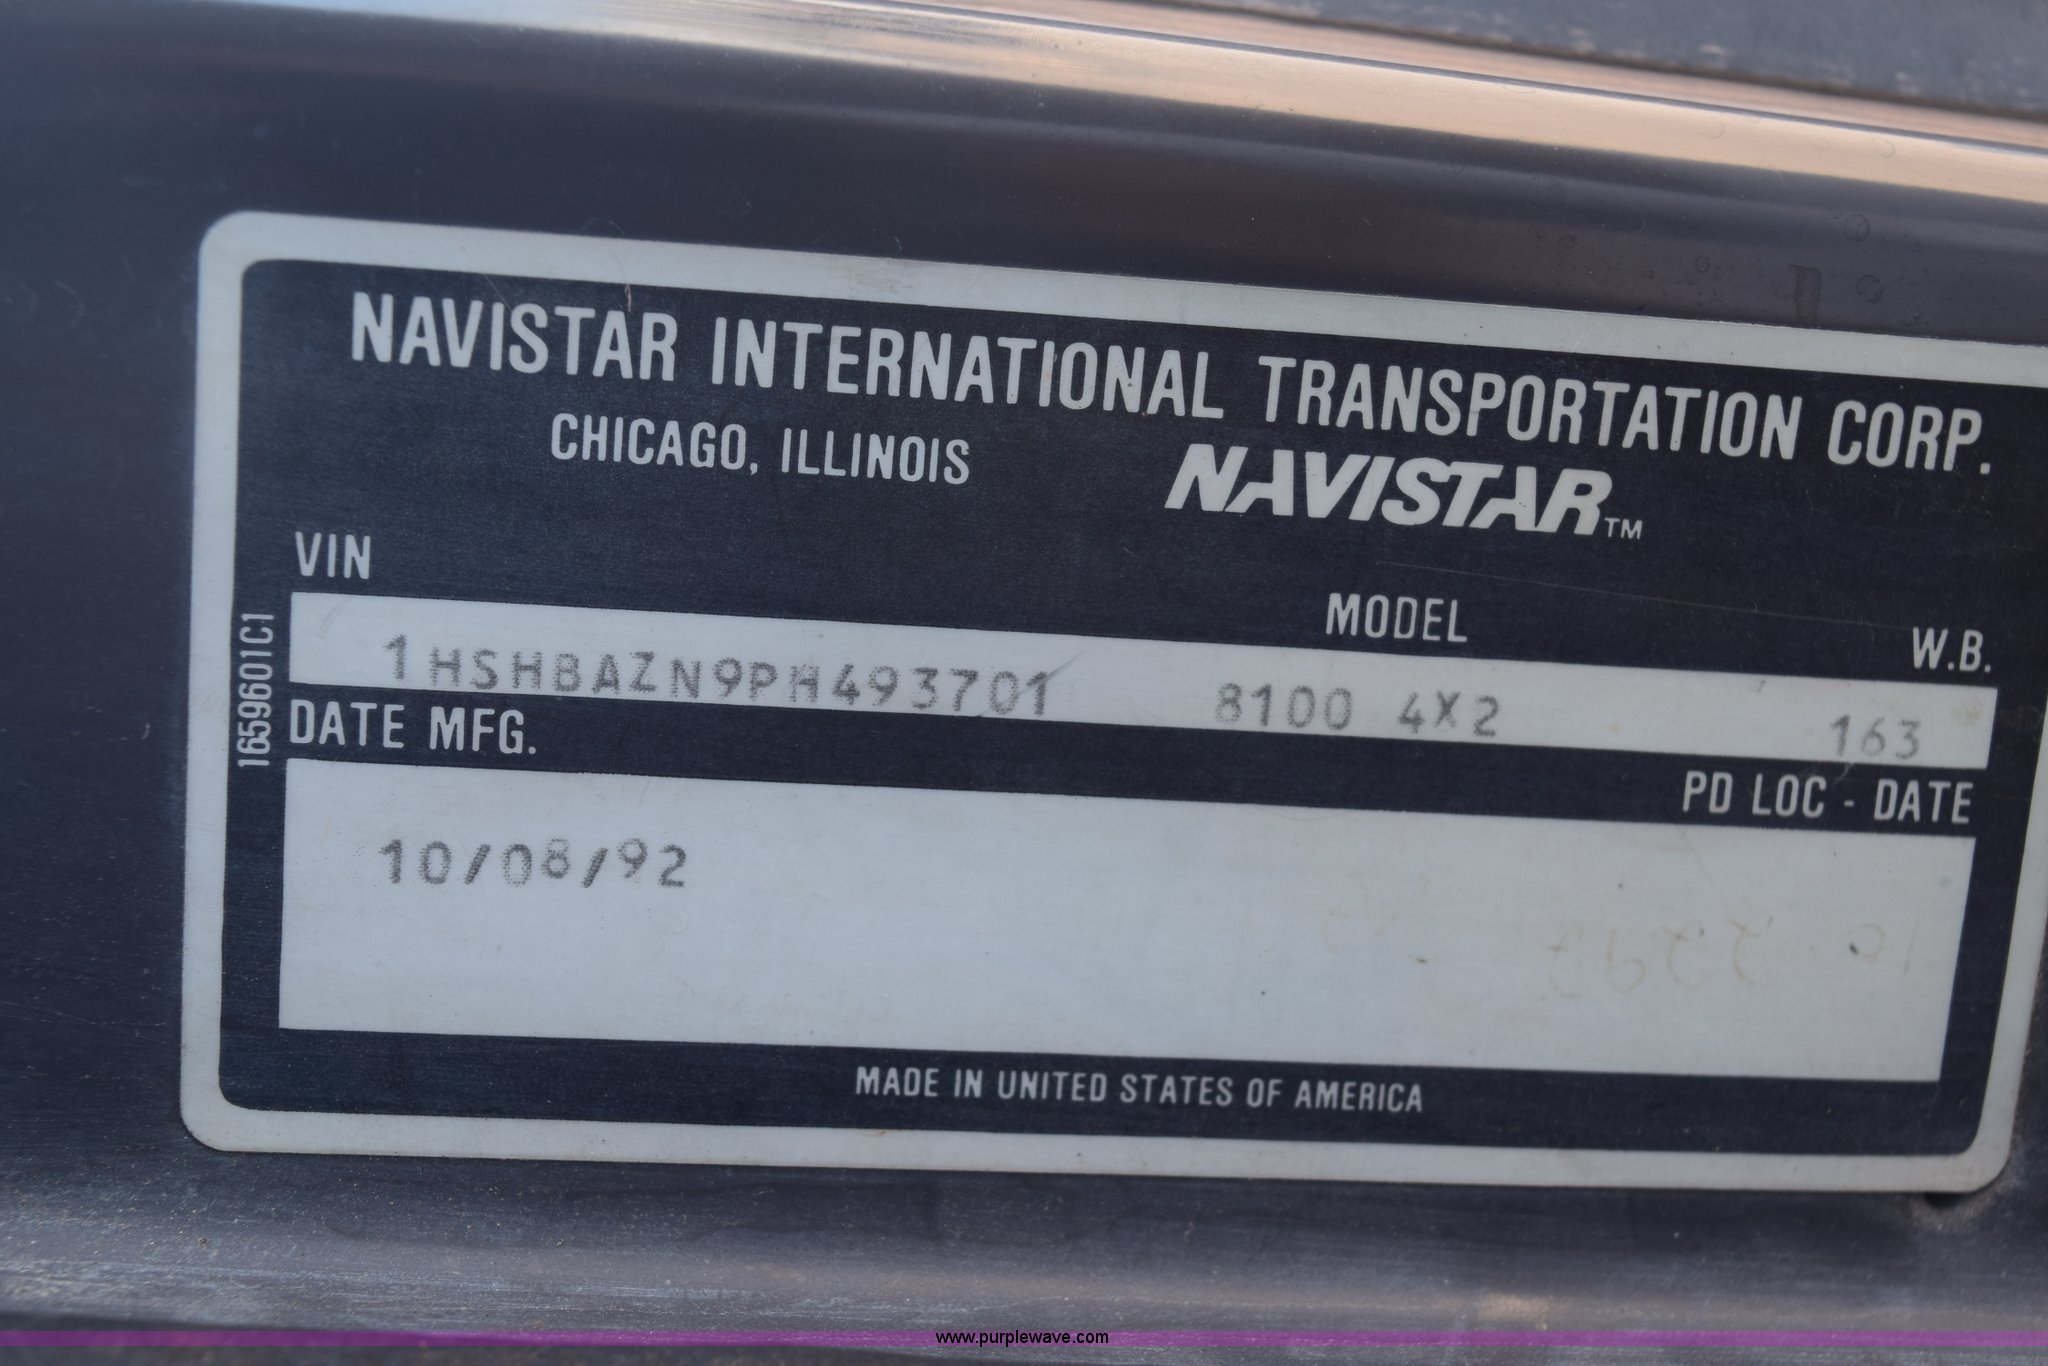 NAVISTAR INTERNATIONAL TRANSPORTATION CORP.
CHICAGO, ILLINOIS NAVISTAR™
VIN MODEL W.B.
1HSHBAZN9PH493701 8100 4X2 163
DATE MFG. PD LOC - DATE
10/08/92
MADE IN UNITED STATES OF AMERICA
1659601C1
www.purplewave.com